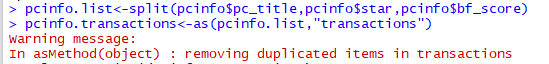 > pcinfo.list<-split(pcinfo$pc_title,pcinfo$star,pcinfo$bf_score)
> pcinfo.transactions<-as(pcinfo.list,"transactions")
Warning message:
In asMethod(object) : removing duplicated items in transactions